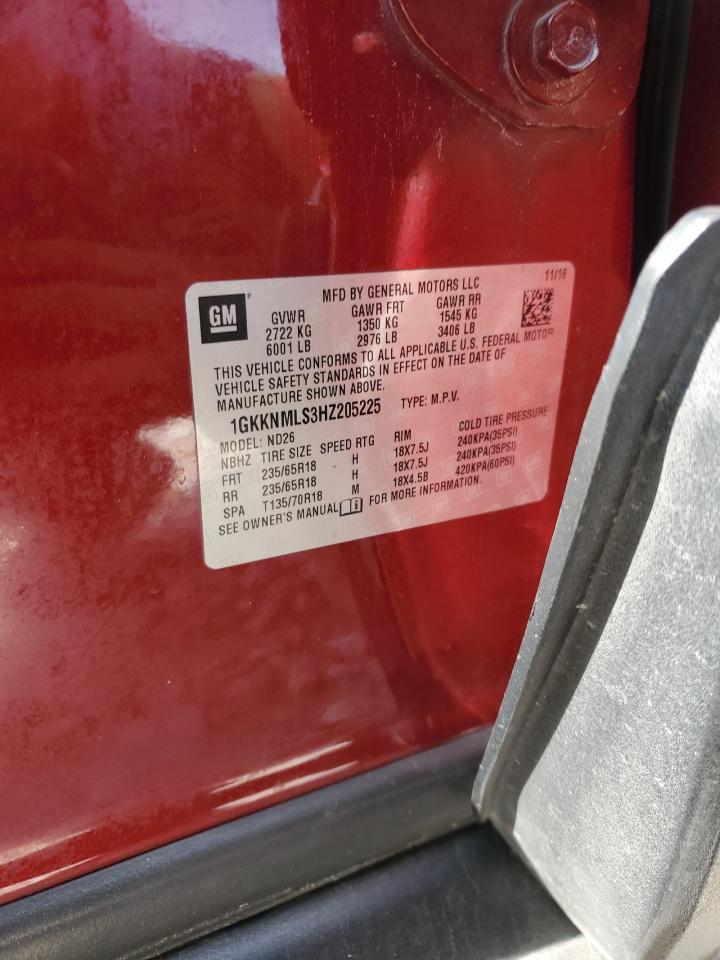 MFD BY GENERAL MOTORS LLC 11/16
GM
GVWR GAWR FRT GAWR RR
2722 KG 1350 KG 1545 KG
6001 LB 2976 LB 3406 LB
THIS VEHICLE CONFORMS TO ALL APPLICABLE U.S. FEDERAL MOTOR
VEHICLE SAFETY STANDARDS IN EFFECT ON THE DATE OF
MANUFACTURE SHOWN ABOVE.
1GKKNMLS3HZ205225 TYPE: M.P.V.
MODEL: ND26
NBHZ TIRE SIZE SPEED RTG RIM COLD TIRE PRESSURE
FRT 235/65R18 H 18X7.5J 240KPA(35PSI)
RR 235/65R18 H 18X7.5J 240KPA(35PSI)
SPA T135/70R18 M 18X4.5B 420KPA(60PSI)
SEE OWNER'S MANUAL FOR MORE INFORMATION.